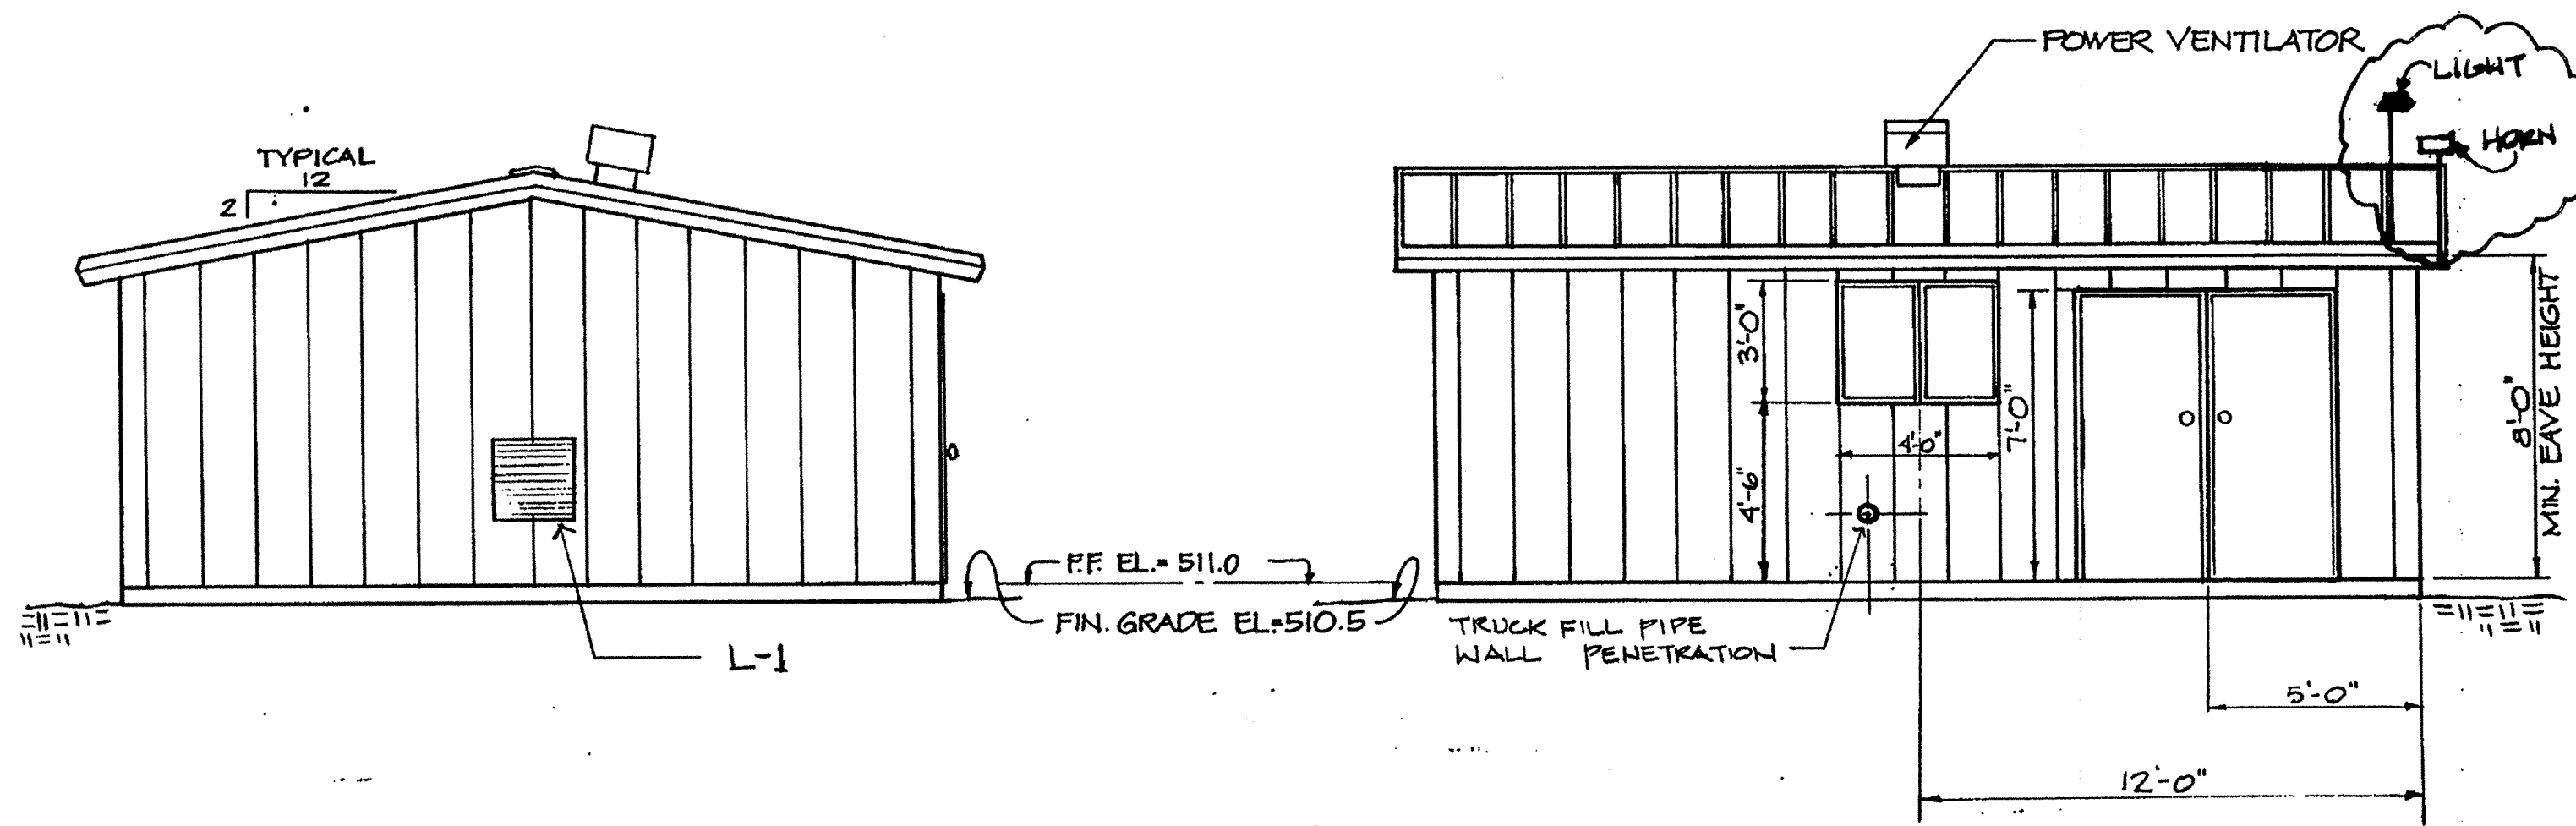 TYPICAL
12
2
L-1
F.F. EL.= 511.0
FIN. GRADE EL.=510.5
POWER VENTILATOR
LIGHT
HORN
3'-0"
4'-6"
4'-0"
7'-0"
8'-0"
MIN. EAVE HEIGHT
TRUCK FILL PIPE
WALL PENETRATION
5'-0"
12'-0"